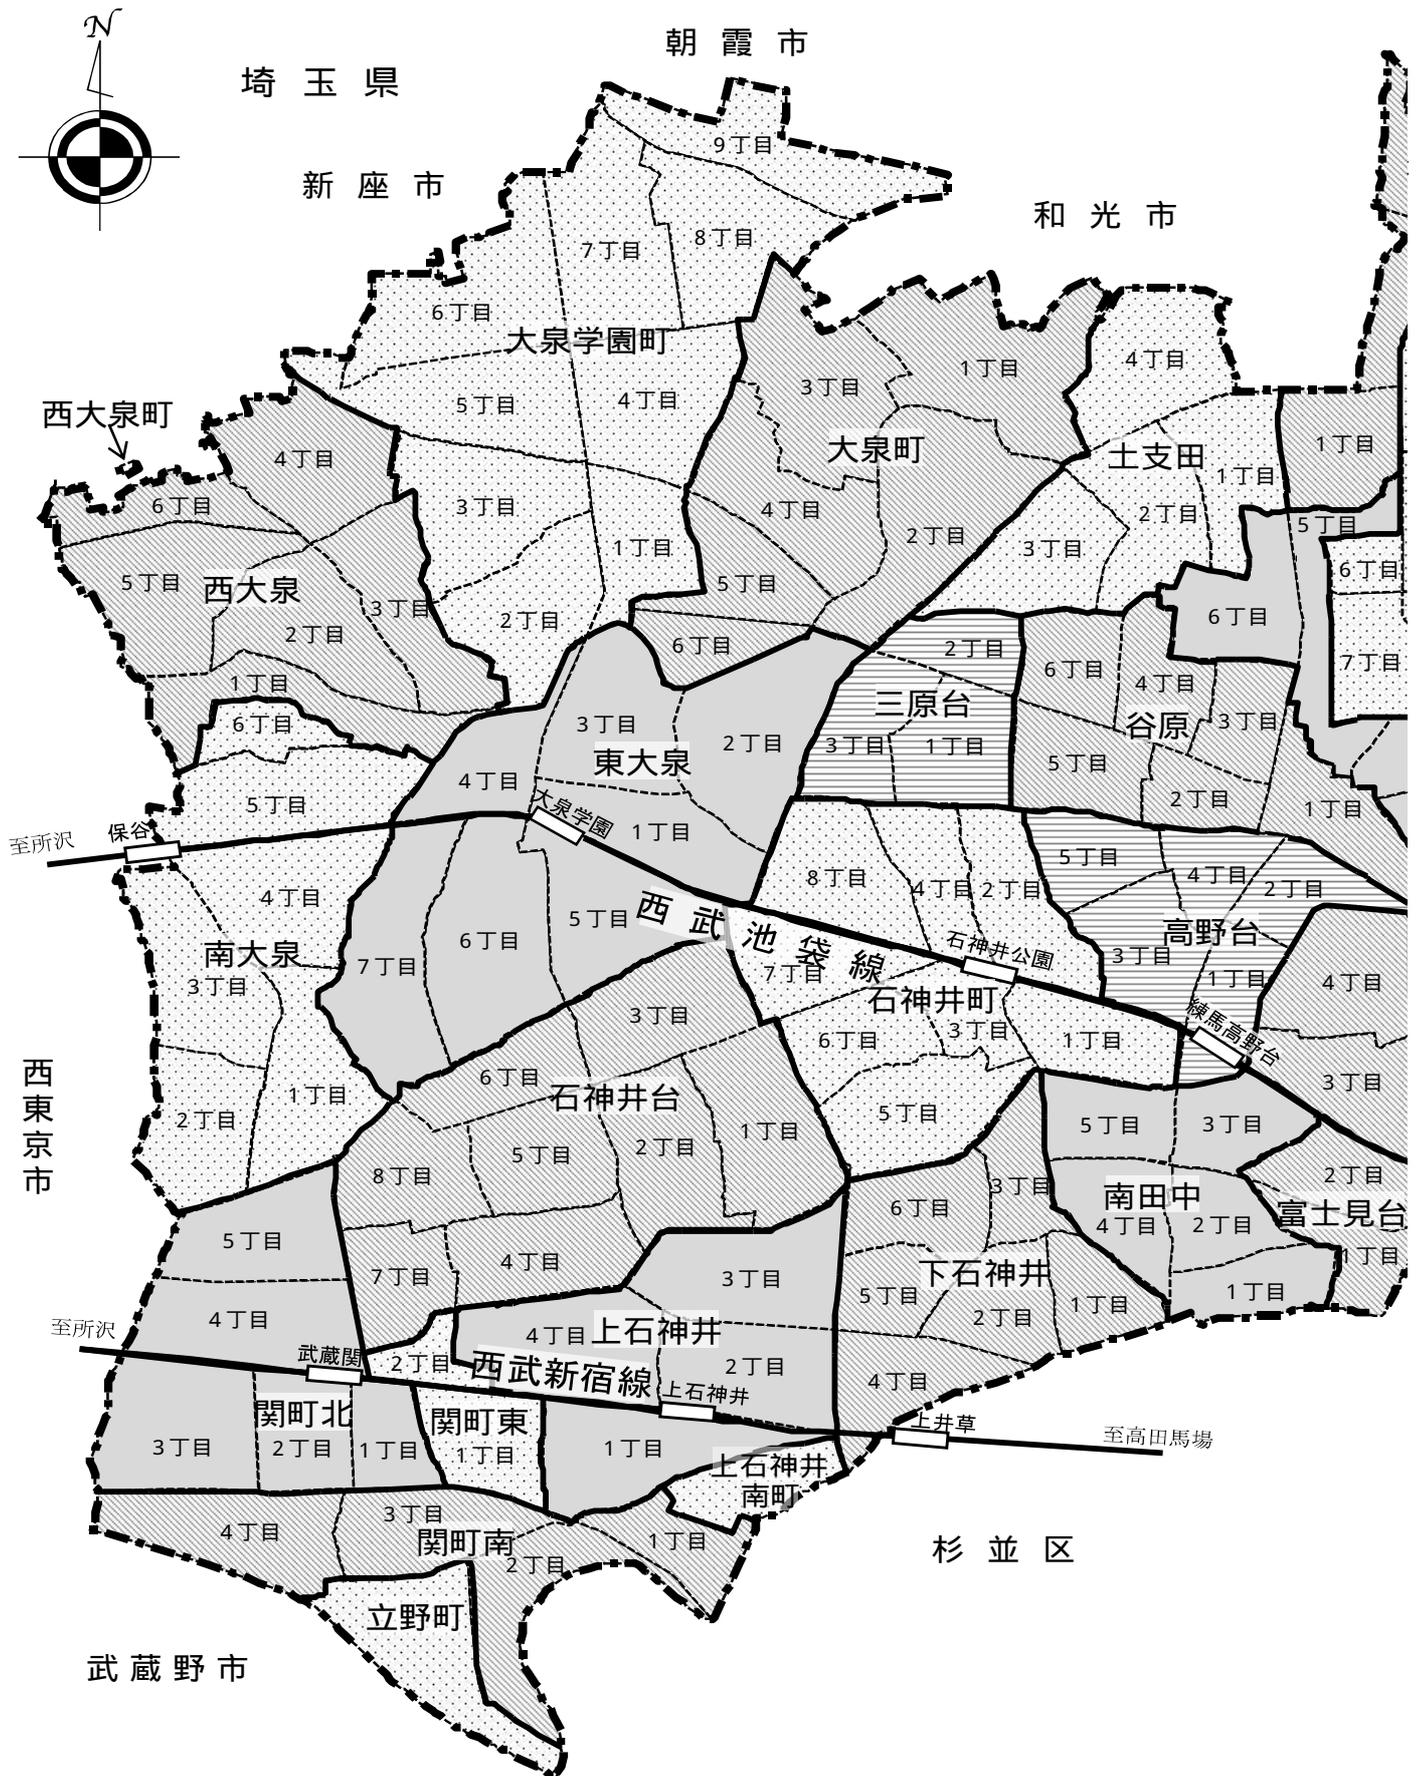 N
朝霞市
埼玉県
新座市
和光市
9丁目
7丁目
8丁目
6丁目
大泉学園町
5丁目
4丁目
3丁目
1丁目
2丁目
3丁目
1丁目
大泉町
4丁目
2丁目
5丁目
6丁目
4丁目
土支田
1丁目
2丁目
3丁目
1丁目
5丁目
6丁目
6丁目
7丁目
西大泉町
4丁目
6丁目
5丁目
西大泉
3丁目
2丁目
1丁目
6丁目
5丁目
保谷
至所沢
4丁目
南大泉
3丁目
2丁目
1丁目
3丁目
東大泉
2丁目
4丁目
大泉学園
1丁目
6丁目
5丁目
7丁目
西武池袋線
2丁目
三原台
3丁目
1丁目
6丁目
4丁目
谷原
3丁目
5丁目
2丁目
1丁目
8丁目
4丁目
2丁目
石神井公園
7丁目
石神井町
6丁目
3丁目
1丁目
5丁目
5丁目
4丁目
2丁目
高野台
3丁目
1丁目
練馬高野台
4丁目
3丁目
3丁目
6丁目
石神井台
5丁目
2丁目
1丁目
8丁目
7丁目
4丁目
5丁目
3丁目
南田中
4丁目
2丁目
1丁目
2丁目
富士見台
1丁目
6丁目
3丁目
下石神井
5丁目
2丁目
1丁目
4丁目
西東京市
5丁目
4丁目
至所沢
武蔵関
関町北
3丁目
2丁目
1丁目
3丁目
4丁目
上石神井
2丁目
2丁目
西武新宿線
上石神井
関町東
1丁目
1丁目
上井草
至高田馬場
上石神井
南町
4丁目
3丁目
関町南
2丁目
1丁目
立野町
杉並区
武蔵野市